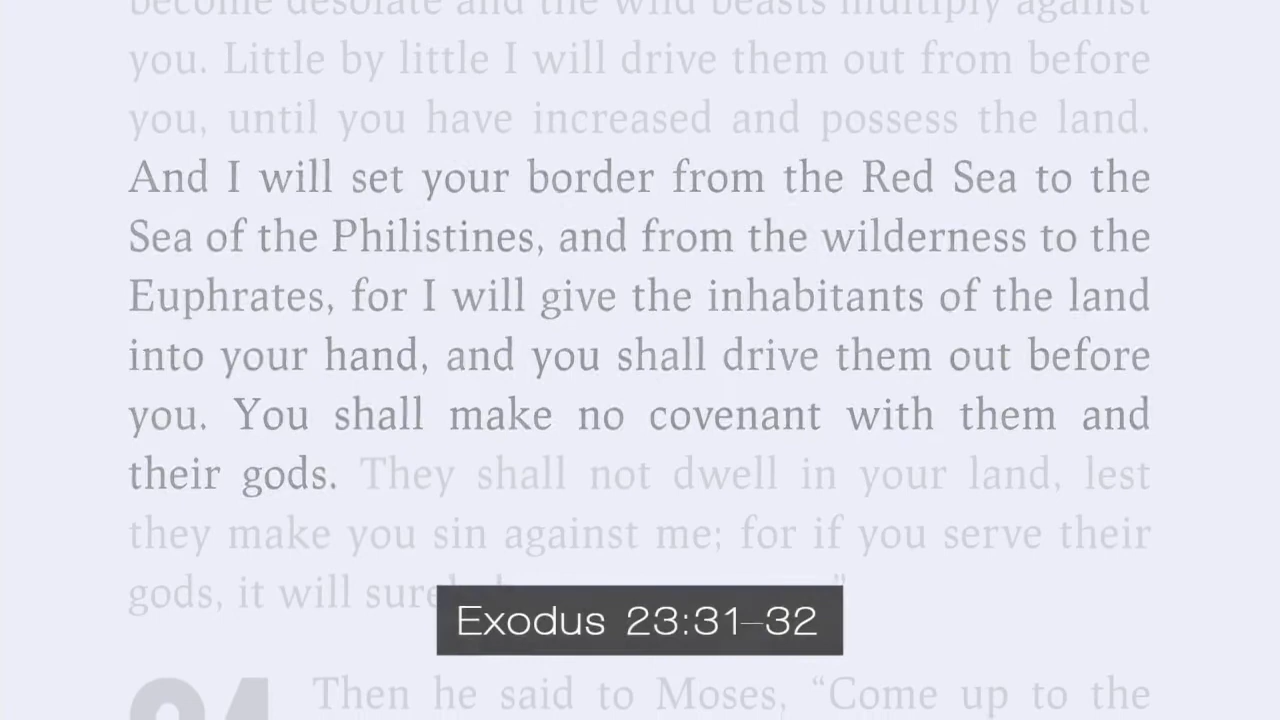 become desolate and the wild beasts multiply against
you. Little by little I will drive them out from before
you, until you have increased and possess the land.
And I will set your border from the Red Sea to the
Sea of the Philistines, and from the wilderness to the
Euphrates, for I will give the inhabitants of the land
into your hand, and you shall drive them out before
you. You shall make no covenant with them and
their gods. They shall not dwell in your land, lest
they make you sin against me; for if you serve their
gods, it will
Exodus 23:31–32
24 Then he said to Moses, “Come up to the